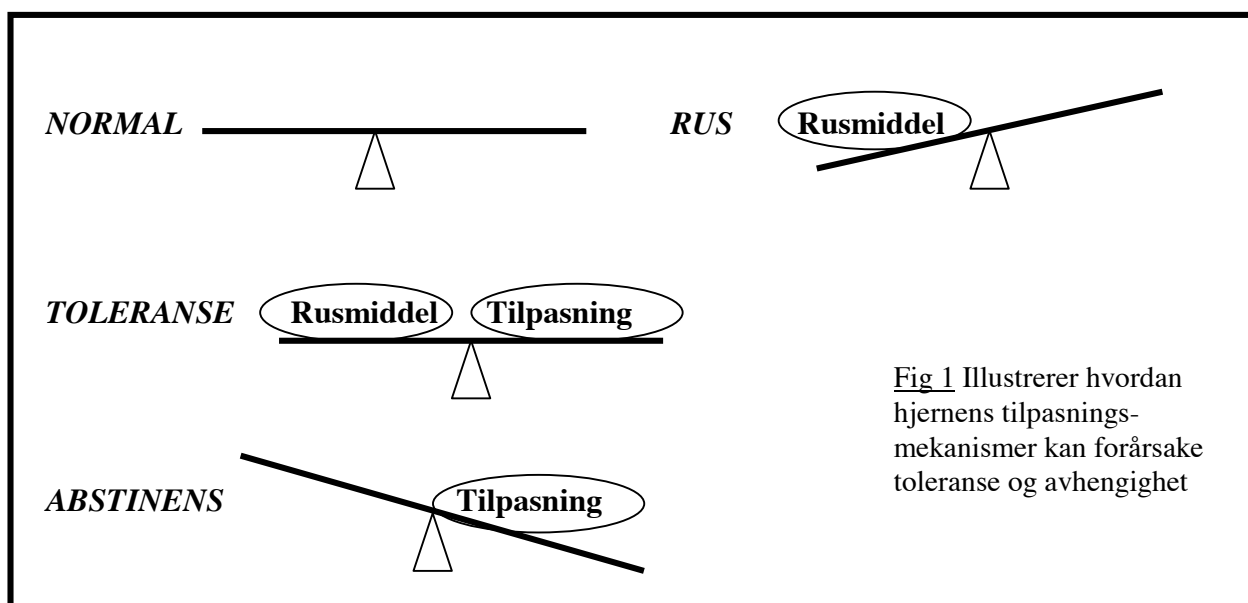 NORMAL
RUS Rusmiddel
TOLERANSE Rusmiddel Tilpasning
Fig 1 Illustrerer hvordan
hjernens tilpasnings-
mekanismer kan forårsake
toleranse og avhengighet
ABSTINENS Tilpasning